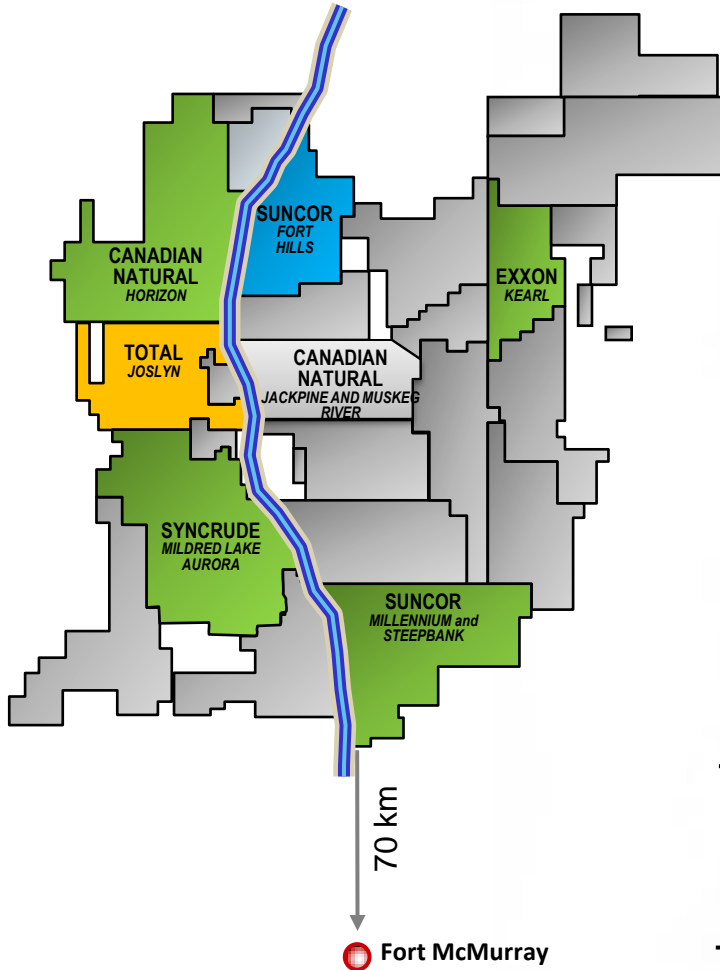 SUNCOR
FORT
HILLS
CANADIAN
NATURAL
HORIZON
EXXON
KEARL
TOTAL
JOSLYN
CANADIAN
NATURAL
JACKPINE AND MUSKEG
RIVER
SYNCRUDE
MILDRED LAKE
AURORA
SUNCOR
MILLENNIUM and
STEEPBANK
70 km
Fort McMurray